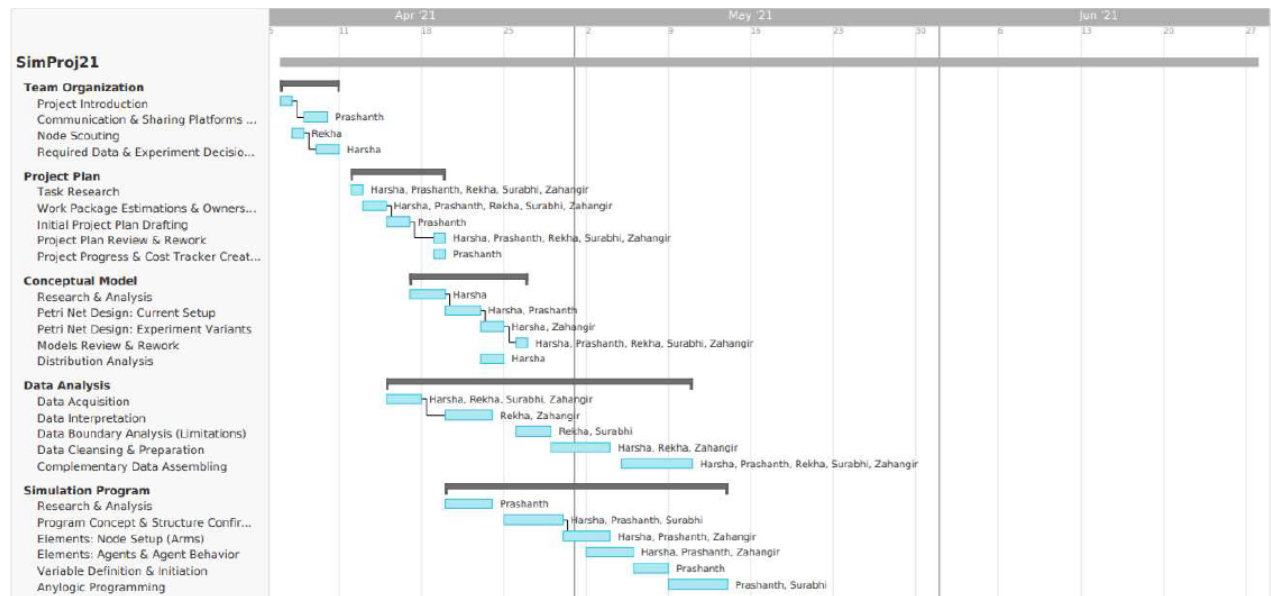 Apr '21 May '21 Jun '21
5 11 18 25 2 9 16 23 30 6 13 20 27
SimProj21
Team Organization
Project Introduction
Communication & Sharing Platforms ... Prashanth
Node Scouting Rekha
Required Data & Experiment Decisio... Harsha
Project Plan
Task Research Harsha, Prashanth, Rekha, Surabhi, Zahangir
Work Package Estimations & Owners... Harsha, Prashanth, Rekha, Surabhi, Zahangir
Initial Project Plan Drafting Prashanth
Project Plan Review & Rework Harsha, Prashanth, Rekha, Surabhi, Zahangir
Project Progress & Cost Tracker Creat... Prashanth
Conceptual Model
Research & Analysis Harsha
Petri Net Design: Current Setup Harsha, Prashanth
Petri Net Design: Experiment Variants Harsha, Zahangir
Models Review & Rework Harsha, Prashanth, Rekha, Surabhi, Zahangir
Distribution Analysis Harsha
Data Analysis
Data Acquisition Harsha, Rekha, Surabhi, Zahangir
Data Interpretation Rekha, Zahangir
Data Boundary Analysis (Limitations) Rekha, Surabhi
Data Cleansing & Preparation Harsha, Rekha, Zahangir
Complementary Data Assembling Harsha, Prashanth, Rekha, Surabhi, Zahangir
Simulation Program
Research & Analysis Prashanth
Program Concept & Structure Confir... Harsha, Prashanth, Surabhi
Elements: Node Setup (Arms) Harsha, Prashanth, Zahangir
Elements: Agents & Agent Behavior Harsha, Prashanth, Zahangir
Variable Definition & Initiation Prashanth
Anylogic Programming Prashanth, Surabhi